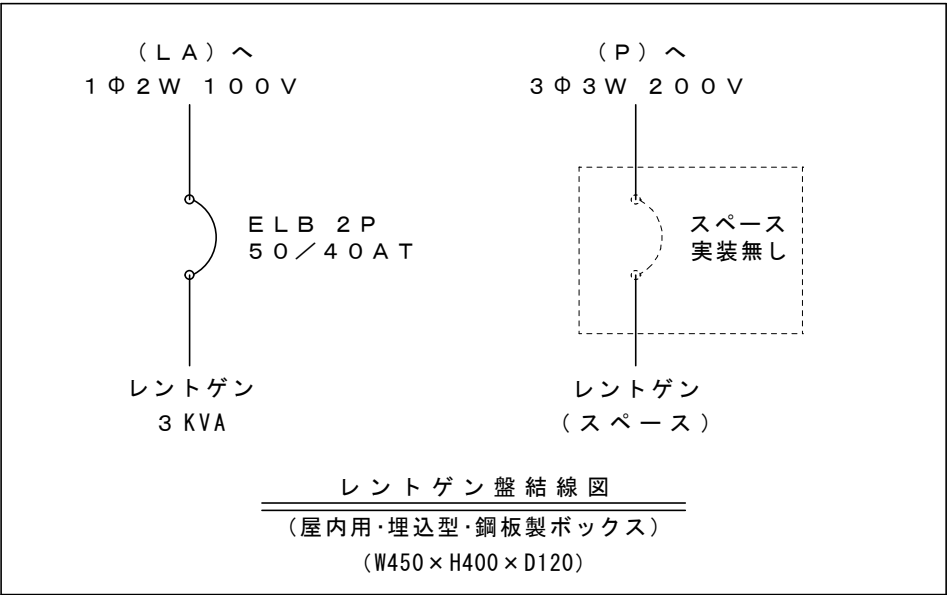 (LA)へ
1Φ2W 100V
ELB 2P
50/40AT
レントゲン
3KVA
(P)へ
3Φ3W 200V
スペース
実装無し
レントゲン
(スペース)
レントゲン盤結線図
(屋内用・埋込型・鋼板製ボックス)
(W450×H400×D120)